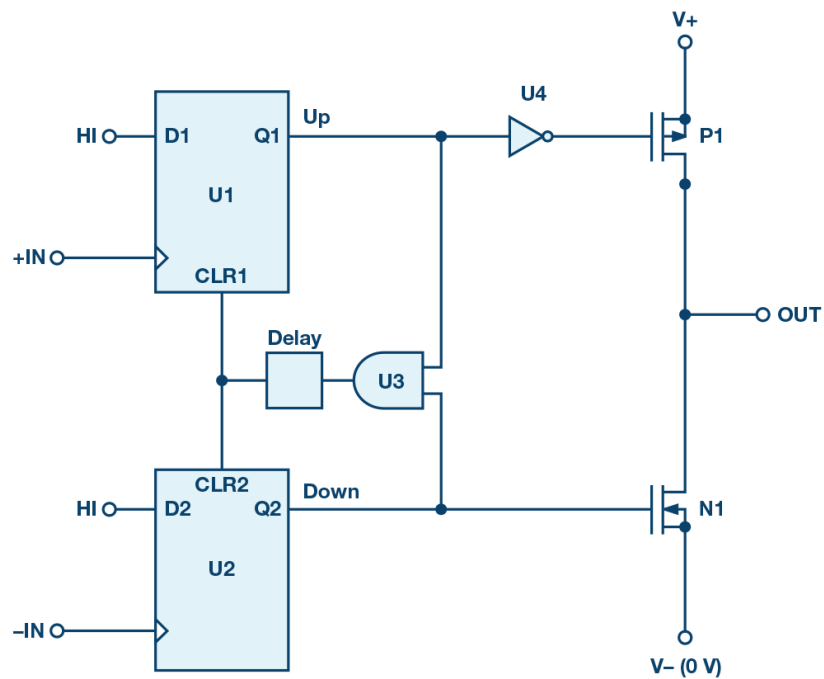 V+
U4
Up
HI
D1
Q1
P1
U1
+IN
CLR1
OUT
Delay
U3
CLR2
Down
HI
D2
Q2
N1
U2
–IN
V– (0 V)